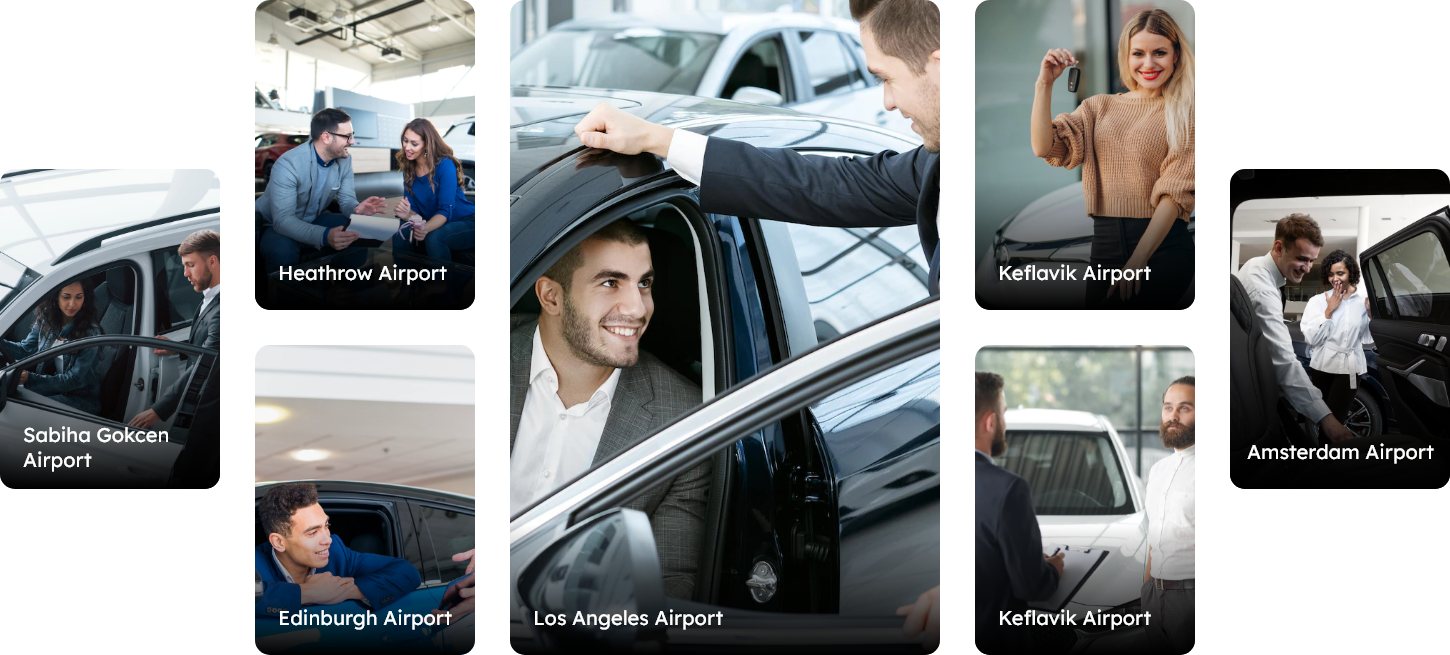 Sabiha Gokcen
Airport
Heathrow Airport
Edinburgh Airport
Los Angeles Airport
Keflavik Airport
Keflavik Airport
Amsterdam Airport